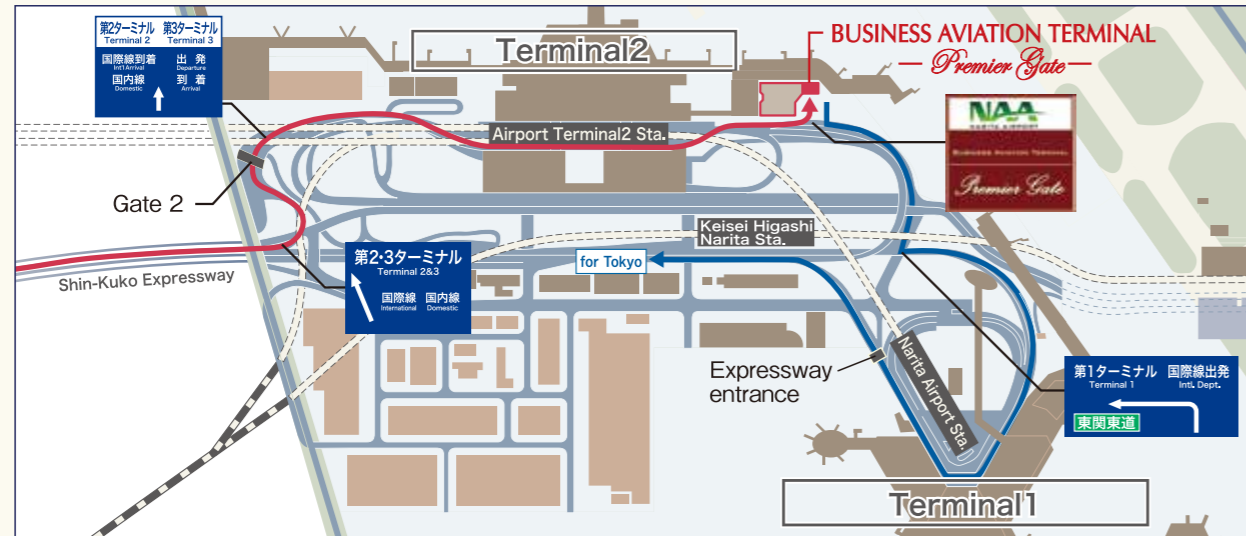 第2ターミナル 第3ターミナル
Terminal 2 Terminal 3
国際線到着 出発
Int'l Arrival Departure
国内線 到着
Domestic Arrival
Terminal2
BUSINESS AVIATION TERMINAL
Premier Gate
NAA
NARITA AIRPORT
BUSINESS AVIATION TERMINAL
Premier Gate
Airport Terminal2 Sta.
Gate 2
Keisei Higashi
Narita Sta.
Shin-Kuko Expressway
第2・3ターミナル
Terminal 2&3
国際線 国内線
International Domestic
for Tokyo
Expressway
entrance
Narita Airport Sta.
第1ターミナル 国際線出発
Terminal 1 Intl. Dept.
東関東道
Terminal1